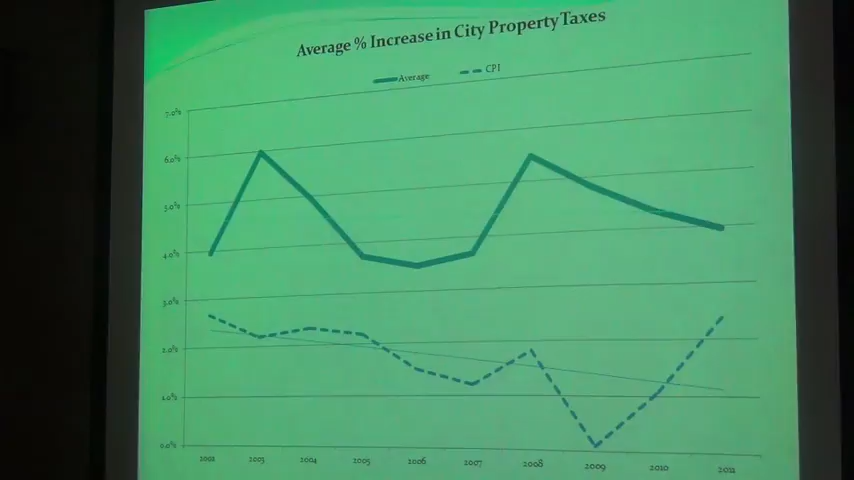 Average % Increase in City Property Taxes
Average CPI
7.0%
6.0%
5.0%
4.0%
3.0%
2.0%
1.0%
0.0%
2002 2003 2004 2005 2006 2007 2008 2009 2010 2011